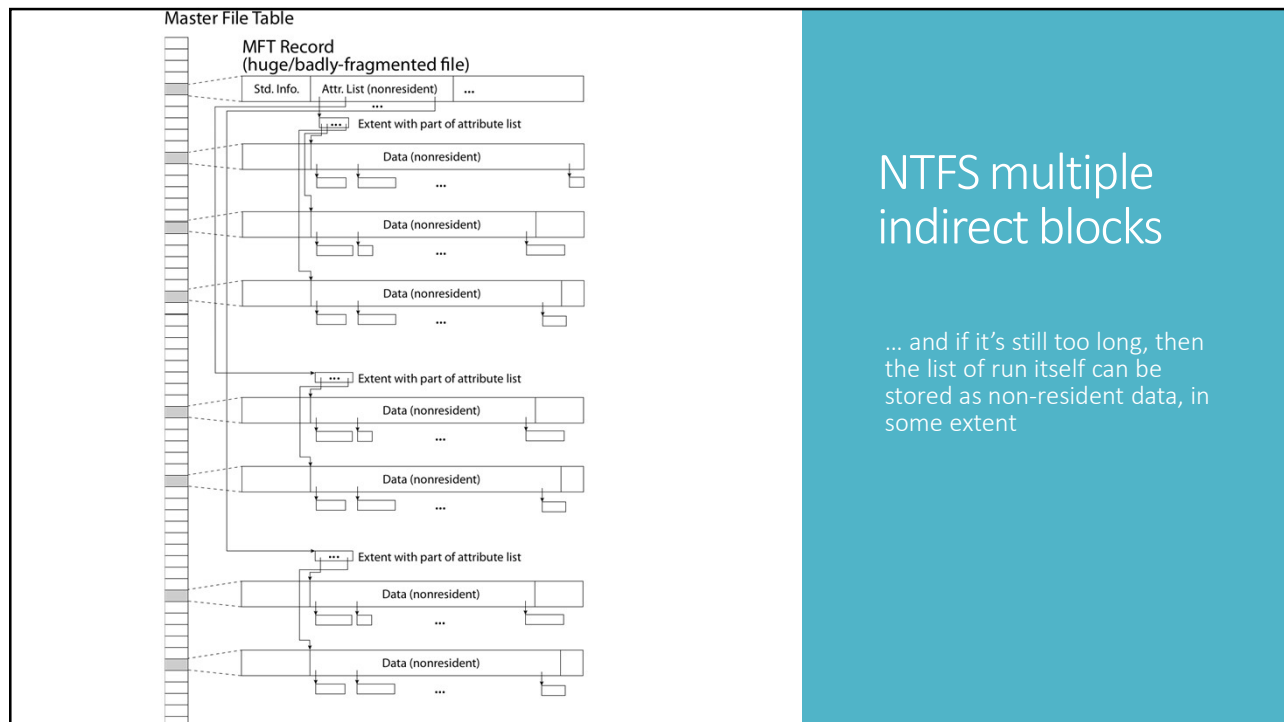 Master File Table
MFT Record
(huge/badly-fragmented file)
Std. Info. Attr. List (nonresident) ...
...
... Extent with part of attribute list
Data (nonresident)
...
Data (nonresident)
...
Data (nonresident)
...
... Extent with part of attribute list
Data (nonresident)
...
Data (nonresident)
...
... Extent with part of attribute list
Data (nonresident)
...
Data (nonresident)
...
NTFS multiple
indirect blocks
... and if it’s still too long, then
the list of run itself can be
stored as non-resident data, in
some extent